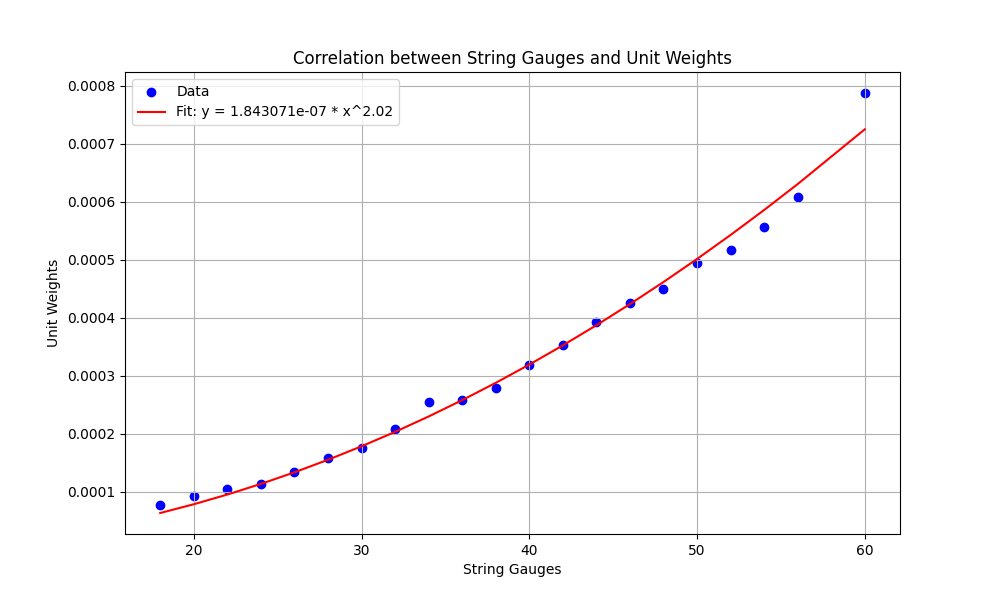 Correlation between String Gauges and Unit Weights
Data
Fit: y = 1.843071e-07 * x^2.02
0.0008
0.0007
0.0006
0.0005
0.0004
0.0003
0.0002
0.0001
Unit Weights
20 30 40 50 60
String Gauges